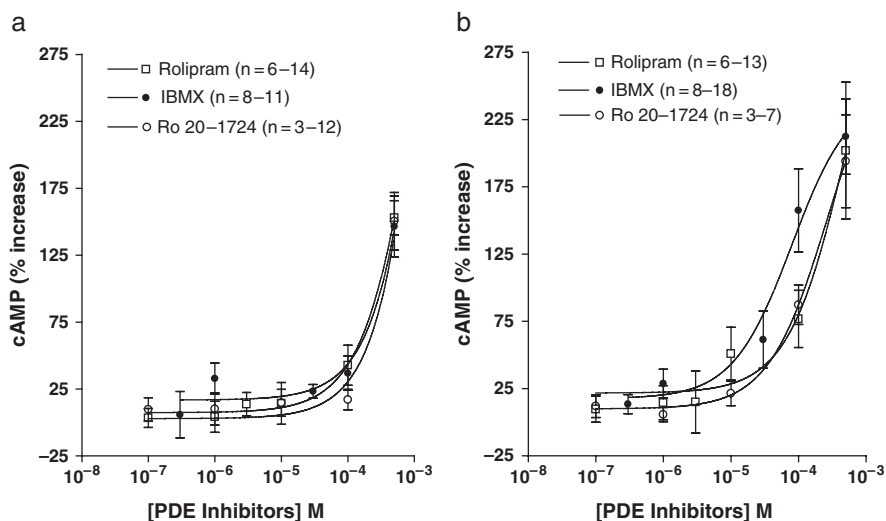 a
275
225
175
125
75
25
−25
cAMP (% increase)
Rolipram (n = 6–14)
IBMX (n = 8–11)
Ro 20–1724 (n = 3–12)
10⁻⁸
10⁻⁷
10⁻⁶
10⁻⁵
10⁻⁴
10⁻³
[PDE Inhibitors] M
b
275
225
175
125
75
25
−25
cAMP (% increase)
Rolipram (n = 6–13)
IBMX (n = 8–18)
Ro 20–1724 (n = 3–7)
10⁻⁸
10⁻⁷
10⁻⁶
10⁻⁵
10⁻⁴
10⁻³
[PDE Inhibitors] M